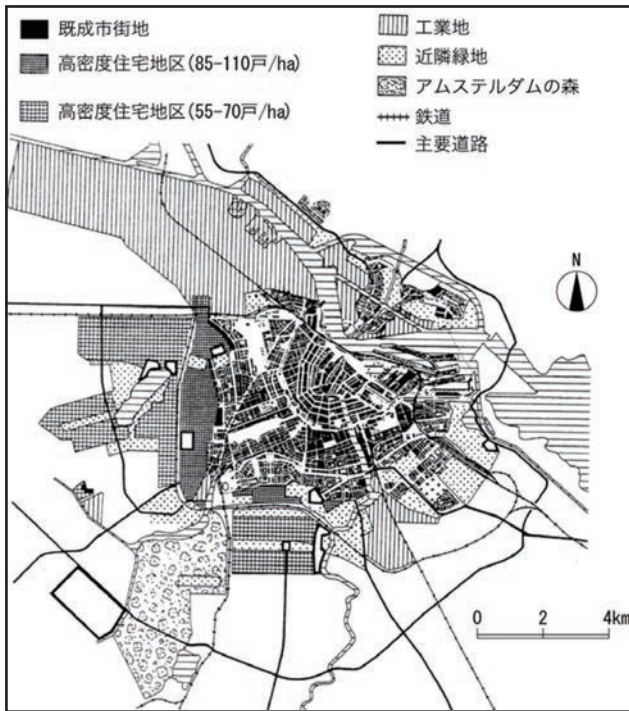 既成市街地
高密度住宅地区(85-110戸/ha)
高密度住宅地区(55-70戸/ha)
工業地
近隣緑地
アムステルダムの森
鉄道
主要道路
N
0 2 4km